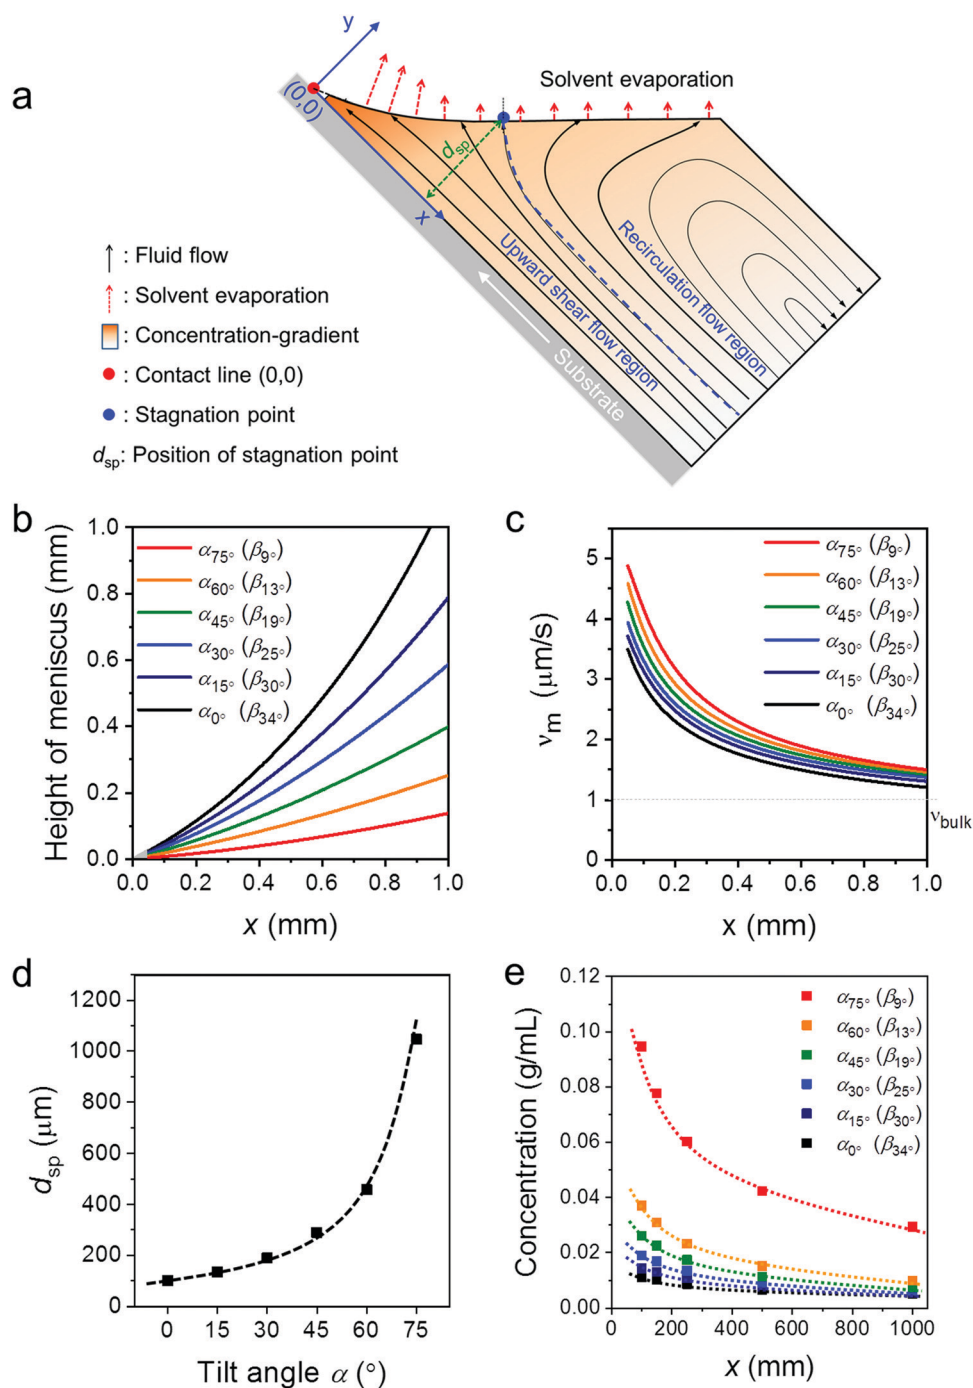 a
y
(0,0)
Solvent evaporation
d_sp
x
Upward shear flow region
Recirculation flow region
Substrate
: Fluid flow
: Solvent evaporation
: Concentration-gradient
: Contact line (0,0)
: Stagnation point
d_sp: Position of stagnation point
b
Height of meniscus (mm)
1.0
0.8
0.6
0.4
0.2
0.0
α75° (β9°)
α60° (β13°)
α45° (β19°)
α30° (β25°)
α15° (β30°)
α0° (β34°)
0.0 0.2 0.4 0.6 0.8 1.0
x (mm)
c
ν_m (μm/s)
5
4
3
2
1
0
α75° (β9°)
α60° (β13°)
α45° (β19°)
α30° (β25°)
α15° (β30°)
α0° (β34°)
ν_bulk
0.0 0.2 0.4 0.6 0.8 1.0
x (mm)
d
d_sp (μm)
1200
1000
800
600
400
200
0
0 15 30 45 60 75
Tilt angle α (°)
e
Concentration (g/mL)
0.12
0.10
0.08
0.06
0.04
0.02
0.00
α75° (β9°)
α60° (β13°)
α45° (β19°)
α30° (β25°)
α15° (β30°)
α0° (β34°)
0 200 400 600 800 1000
x (mm)